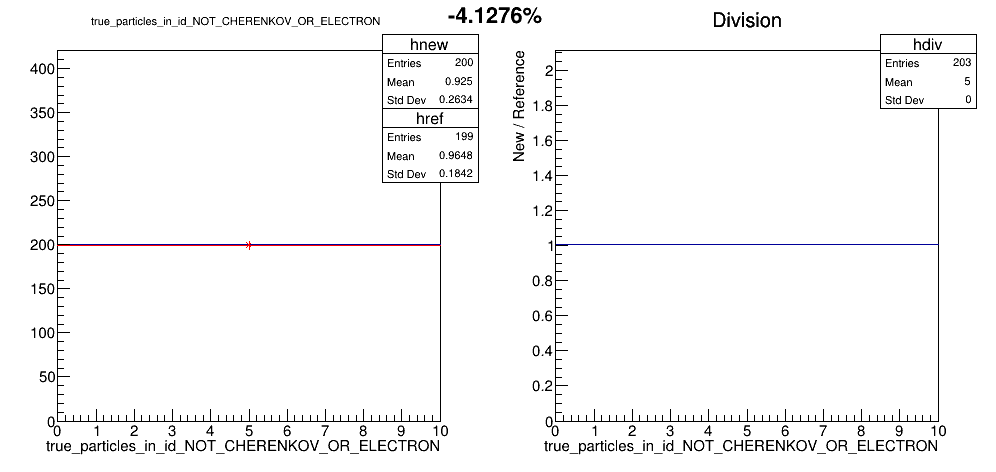 true_particles_in_id_NOT_CHERENKOV_OR_ELECTRON
-4.1276%
hnew
Entries 200
Mean 0.925
Std Dev 0.2634
href
Entries 199
Mean 0.9648
Std Dev 0.1842
400
350
300
250
200
150
100
50
0
0 1 2 3 4 5 6 7 8 9 10
true_particles_in_id_NOT_CHERENKOV_OR_ELECTRON
Division
hdiv
Entries 203
Mean 5
Std Dev 0
New / Reference
2
1.8
1.6
1.4
1.2
1
0.8
0.6
0.4
0.2
0
0 1 2 3 4 5 6 7 8 9 10
true_particles_in_id_NOT_CHERENKOV_OR_ELECTRON